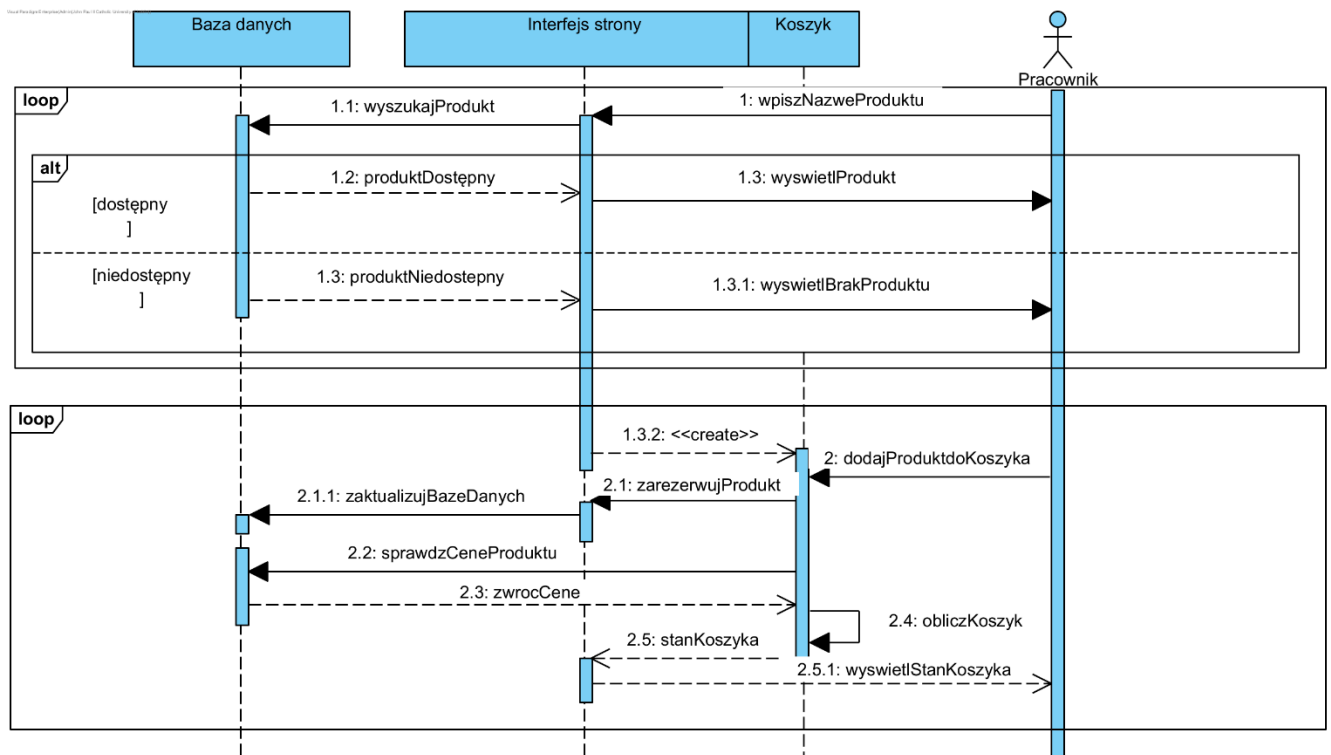 Baza danych
Interfejs strony
Koszyk
Pracownik
loop
1: wpiszNazweProduktu
1.1: wyszukajProdukt
alt
1.2: produktDostępny
1.3: wyswietlProdukt
[dostępny
]
[niedostępny
]
1.3: produktNiedostepny
1.3.1: wyswietlBrakProduktu
loop
1.3.2: <<create>>
2: dodajProduktdoKoszyka
2.1: zarezerwujProdukt
2.1.1: zaktualizujBazeDanych
2.2: sprawdzCeneProduktu
2.3: zwrocCene
2.4: obliczKoszyk
2.5: stanKoszyka
2.5.1: wyswietlStanKoszyka